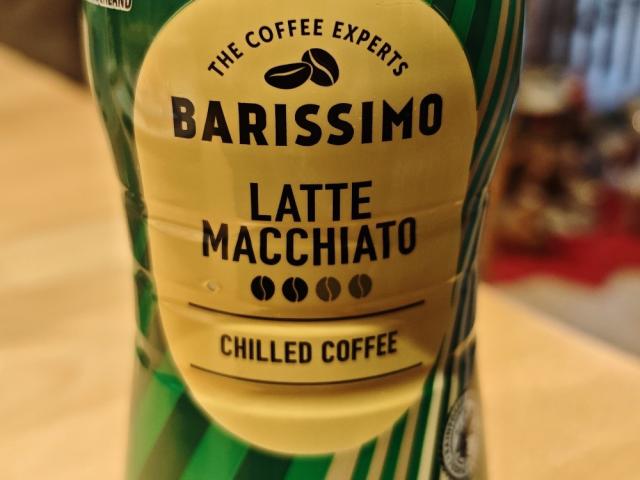 THE COFFEE EXPERTS
BARISSIMO
LATTE
MACCHIATO
CHILLED COFFEE